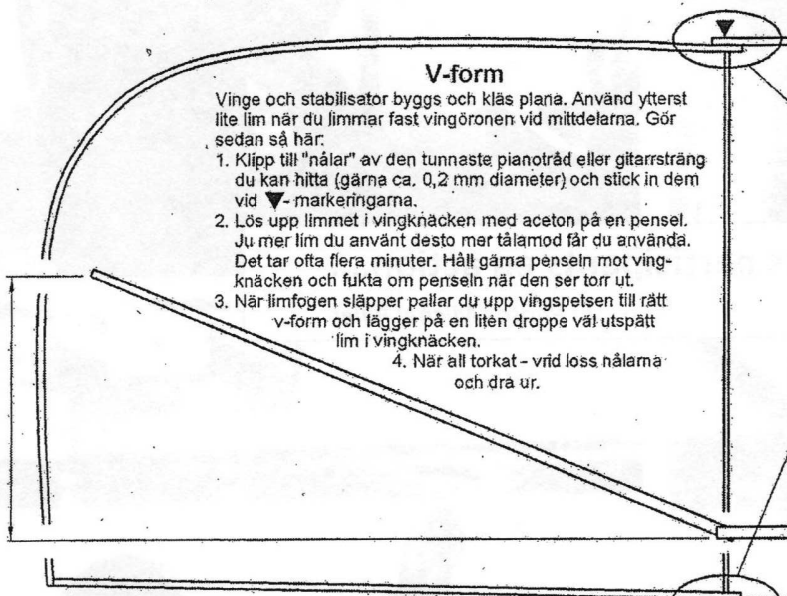 V-form
Vinge och stabilisator byggs och kläs plana. Använd ytterst
lite lim när du limmar fast vingöronen vid mittdelarna. Gör
sedan så här:
1. Klipp till "nålar" av den tunnaste pianotråd eller gitarrsträng
du kan hitta (gärna ca. 0,2 mm diameter) och stick in dem
vid ▼- markeringarna.
2. Lös upp limmet i vingknäcken med aceton på en pensel.
Ju mer lim du använt desto mer tålamod får du använda.
Det tar ofta flera minuter. Håll gärna penseln mot ving-
knäcken och fukta om penseln när den ser torr ut.
3. När limfogen släpper pallar du upp vingspetsen till rätt
v-form och lägger på en liten droppe väl utspätt
lim i vingknäcken.
4. När all torkat - vrid loss nålarna
och dra ur.